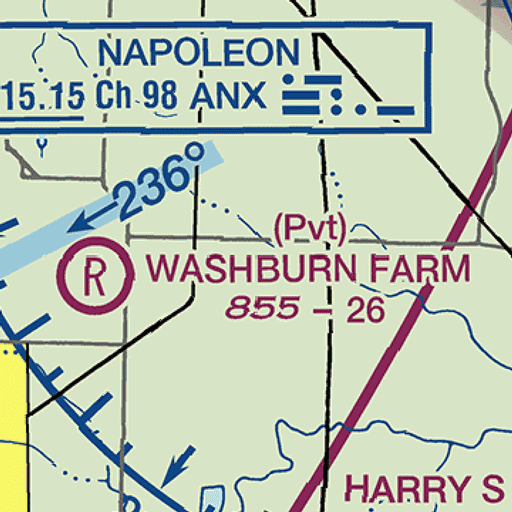 NAPOLEON
15.15 Ch 98 ANX
236°
(Pvt)
R WASHBURN FARM
855 – 26
HARRY S